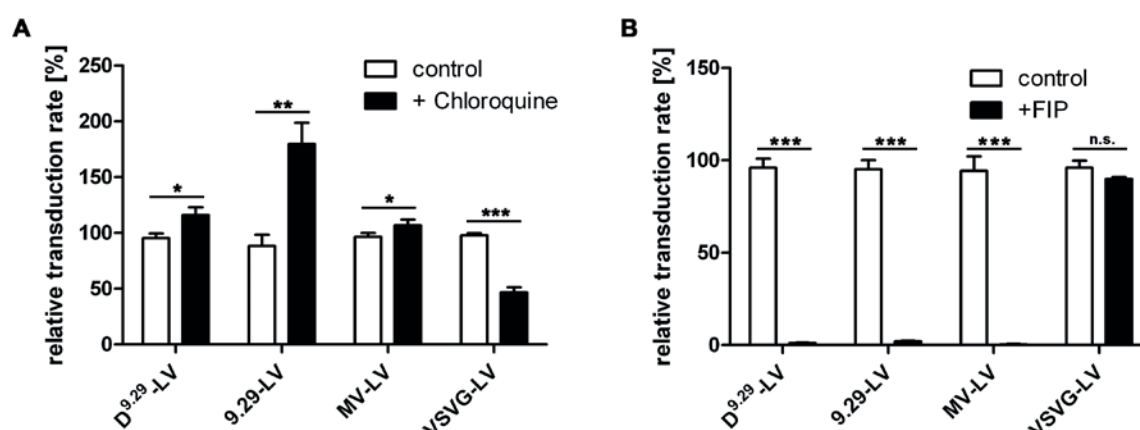 A
relative transduction rate [%]
250
200
150
100
50
0
control
+ Chloroquine
*
**
*
***
D9.29-LV
9.29-LV
MV-LV
VSVG-LV
B
relative transduction rate [%]
150
100
50
0
control
+FIP
***
***
***
n.s.
D9.29-LV
9.29-LV
MV-LV
VSVG-LV